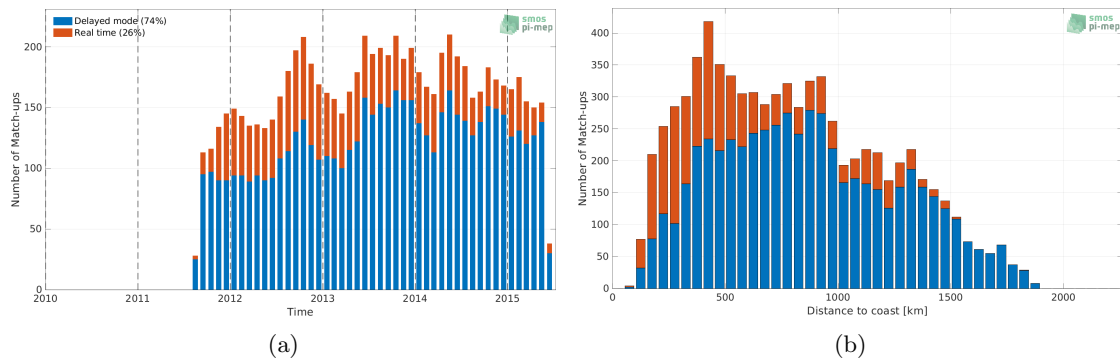 Delayed mode (74%)
Real time (26%)
smos
pi-mep
Number of Match-ups
200
150
100
50
0
2010
2011
2012
2013
2014
2015
Time
(a)
smos
pi-mep
Number of Match-ups
400
350
300
250
200
150
100
50
0
0
500
1000
1500
2000
Distance to coast [km]
(b)